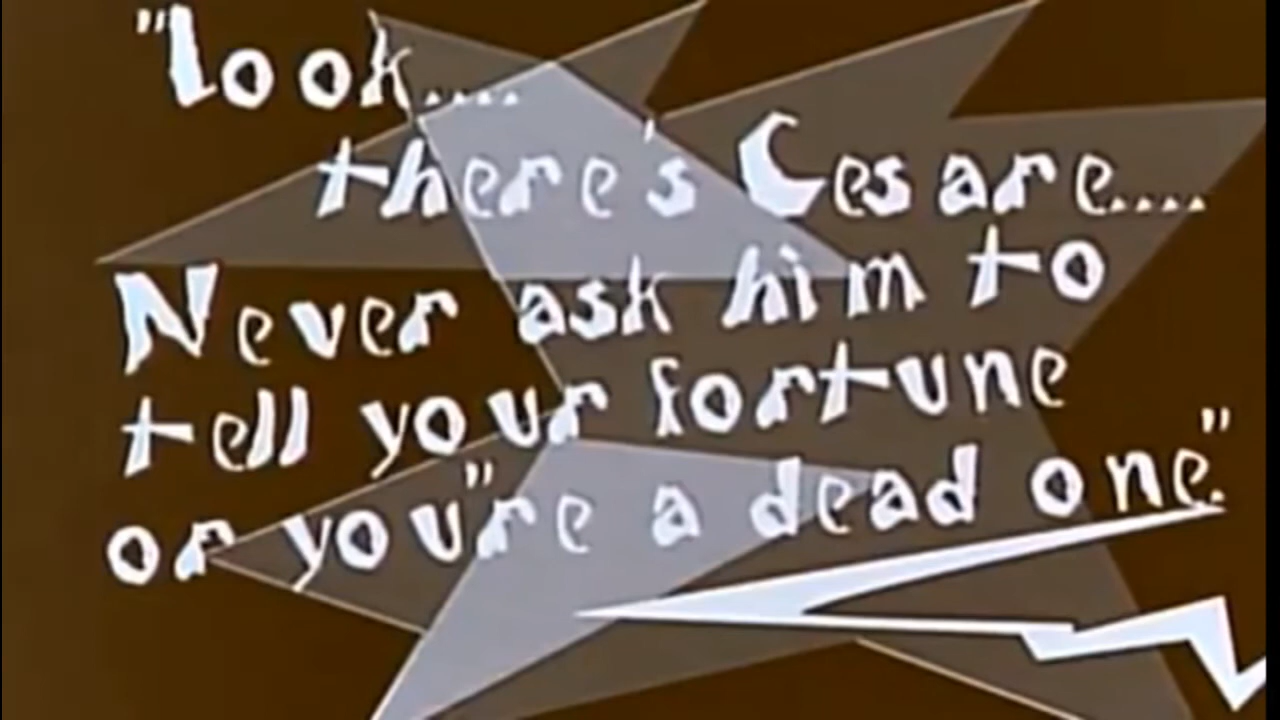 "Look....
there's Cesare....
Never ask him to
tell your fortune
or you"re a dead one."